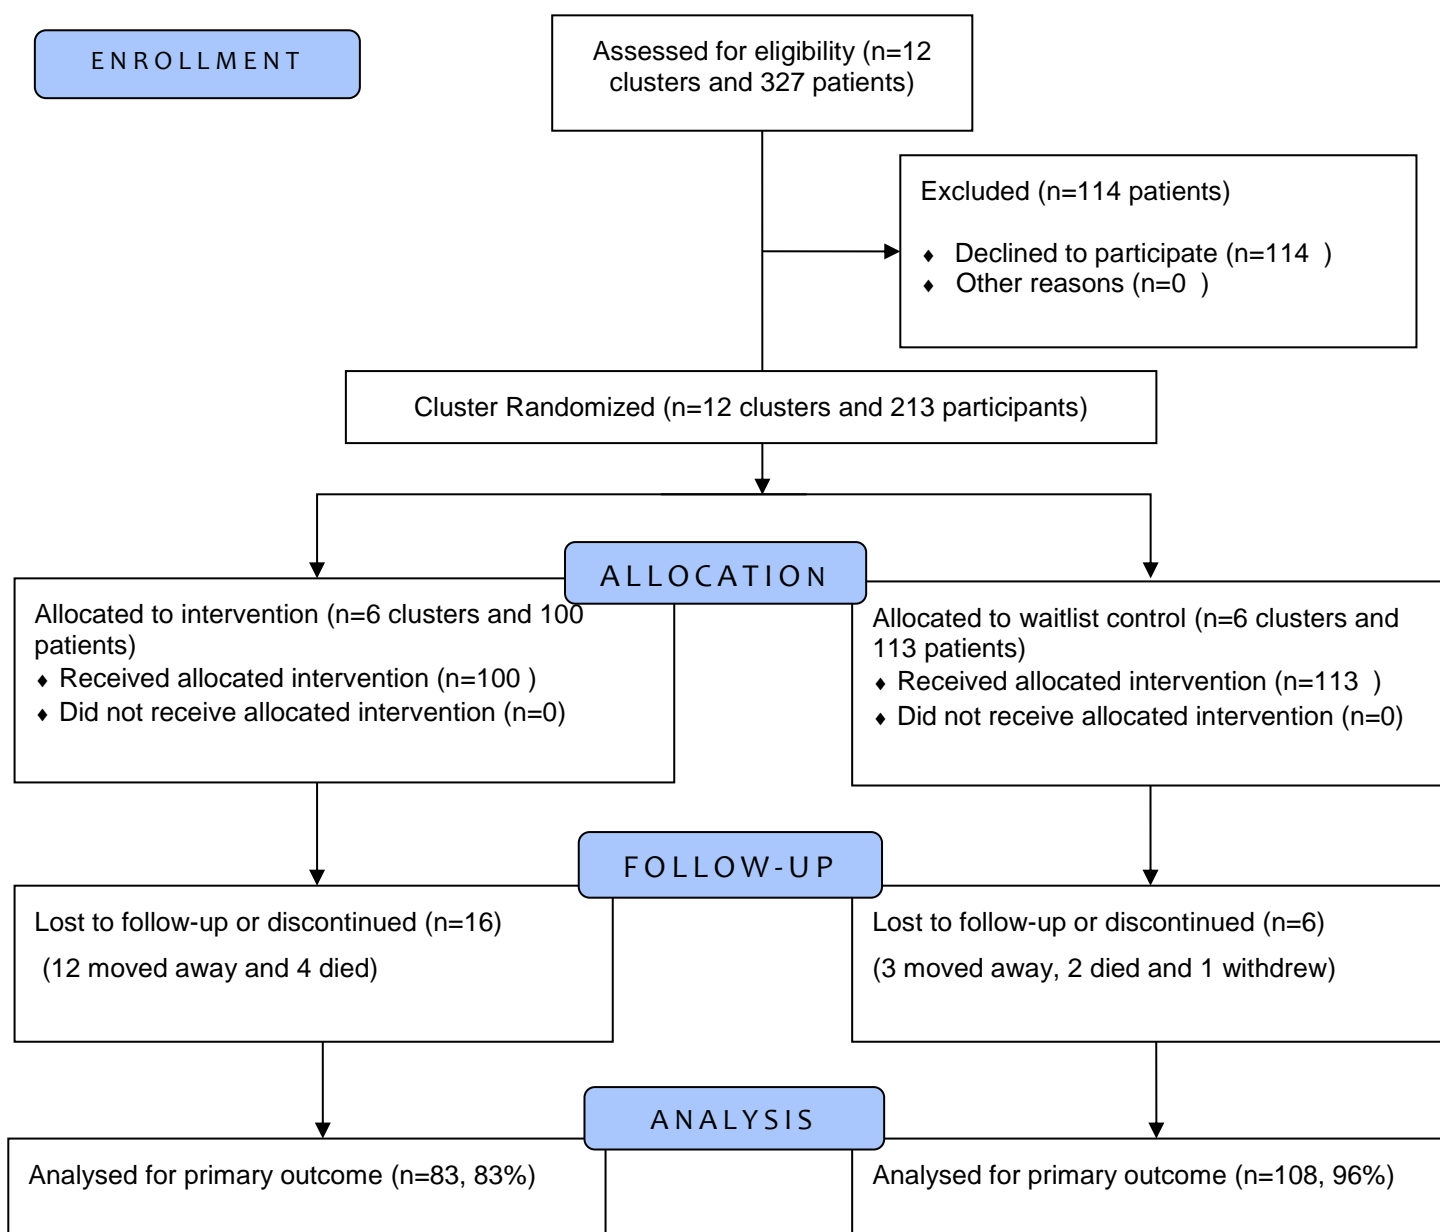 ENROLLMENT
Assessed for eligibility (n=12
clusters and 327 patients)
Excluded (n=114 patients)
♦ Declined to participate (n=114  )
♦ Other reasons (n=0  )
Cluster Randomized (n=12 clusters and 213 participants)
ALLOCATION
Allocated to intervention (n=6 clusters and 100
patients)
♦ Received allocated intervention (n=100 )
♦ Did not receive allocated intervention (n=0)
Allocated to waitlist control (n=6 clusters and
113 patients)
♦ Received allocated intervention (n=113  )
♦ Did not receive allocated intervention (n=0)
FOLLOW-UP
Lost to follow-up or discontinued (n=16)
(12 moved away and 4 died)
Lost to follow-up or discontinued (n=6)
(3 moved away, 2 died and 1 withdrew)
ANALYSIS
Analysed for primary outcome (n=83, 83%)
Analysed for primary outcome (n=108, 96%)